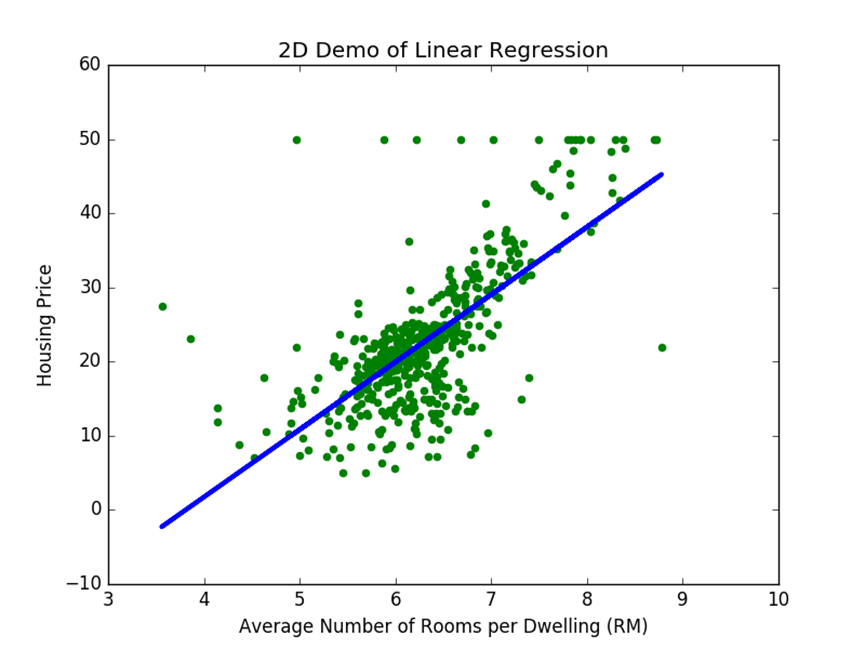 2D Demo of Linear Regression
60
50
40
30
20
10
0
−10
Housing Price
3 4 5 6 7 8 9 10
Average Number of Rooms per Dwelling (RM)